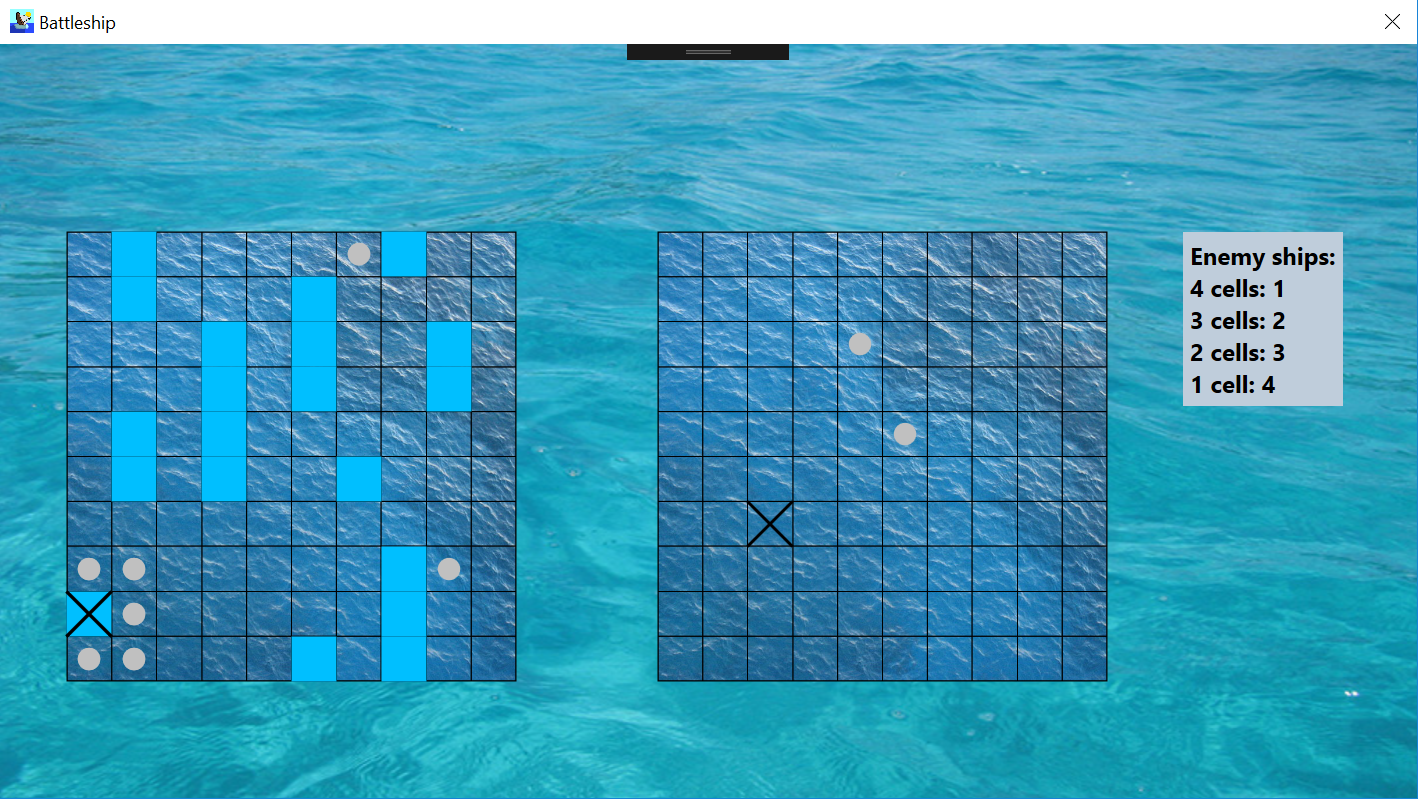 Battleship
Enemy ships:
4 cells: 1
3 cells: 2
2 cells: 3
1 cell: 4